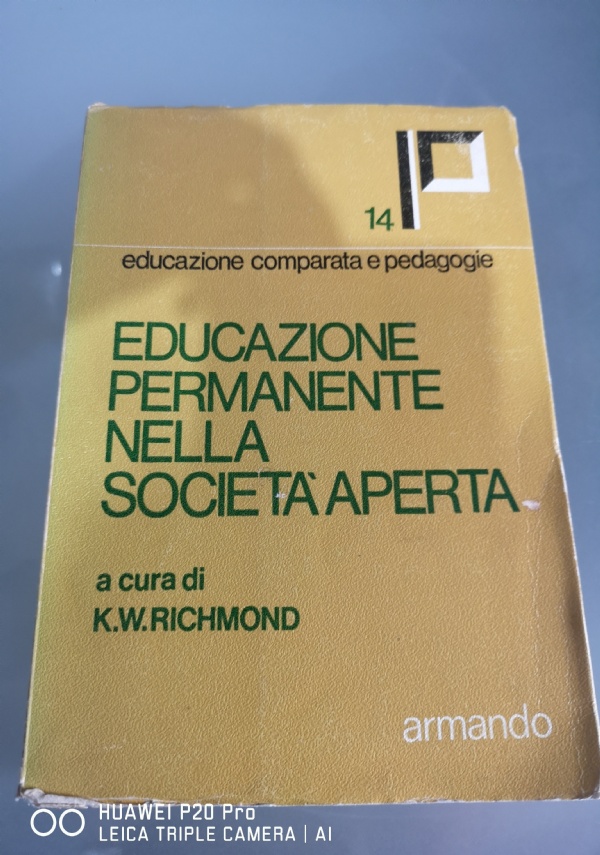 14
educazione comparata e pedagogie
EDUCAZIONE
PERMANENTE
NELLA
SOCIETÀ APERTA
a cura di
K.W.RICHMOND
armando
HUAWEI P20 Pro
LEICA TRIPLE CAMERA | AI